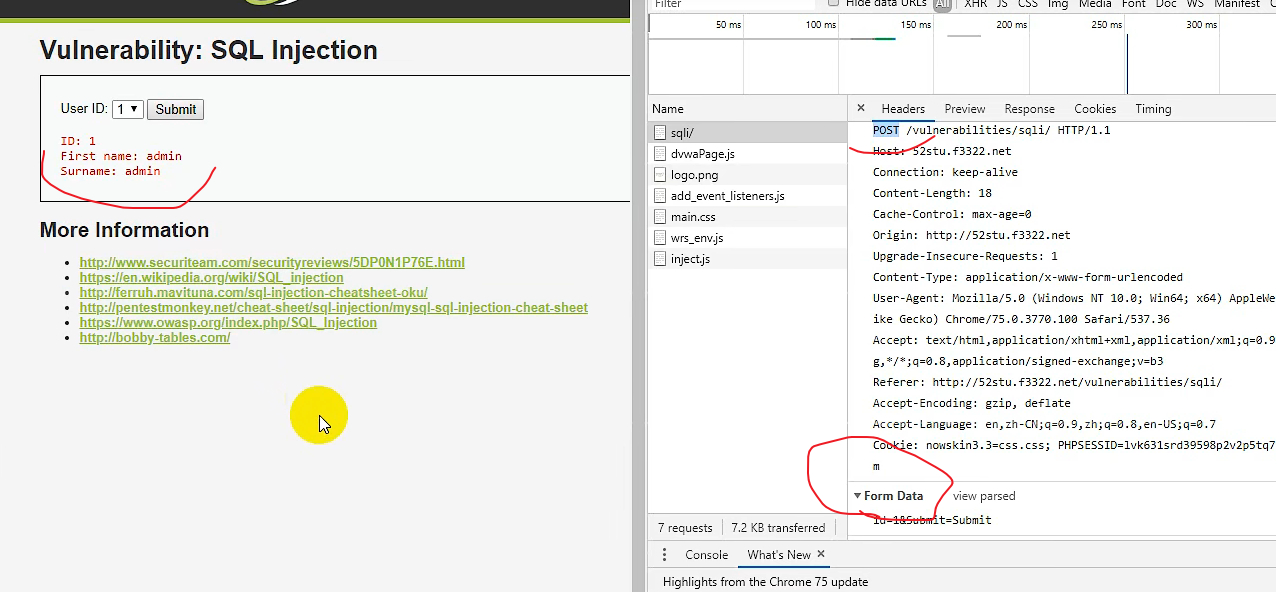 Vulnerability: SQL Injection
User ID: 1 Submit
ID: 1
First name: admin
Surname: admin
More Information
http://www.securiteam.com/securityreviews/5DP0N1P76E.html
https://en.wikipedia.org/wiki/SQL_injection
http://ferruh.mavituna.com/sql-injection-cheatsheet-oku/
http://pentestmonkey.net/cheat-sheet/sql-injection/mysql-sql-injection-cheat-sheet
https://www.owasp.org/index.php/SQL_Injection
http://bobby-tables.com/
Filter Hide data URLs All XHR JS CSS Img Media Font Doc WS Manifest
50 ms 100 ms 150 ms 200 ms 250 ms 300 ms
Name
sqli/
dvwaPage.js
logo.png
add_event_listeners.js
main.css
wrs_env.js
inject.js
7 requests 7.2 KB transferred
× Headers Preview Response Cookies Timing
POST /vulnerabilities/sqli/ HTTP/1.1
Host: 52stu.f3322.net
Connection: keep-alive
Content-Length: 18
Cache-Control: max-age=0
Origin: http://52stu.f3322.net
Upgrade-Insecure-Requests: 1
Content-Type: application/x-www-form-urlencoded
User-Agent: Mozilla/5.0 (Windows NT 10.0; Win64; x64) AppleWe
ike Gecko) Chrome/75.0.3770.100 Safari/537.36
Accept: text/html,application/xhtml+xml,application/xml;q=0.9
g,*/*;q=0.8,application/signed-exchange;v=b3
Referer: http://52stu.f3322.net/vulnerabilities/sqli/
Accept-Encoding: gzip, deflate
Accept-Language: en,zh-CN;q=0.9,zh;q=0.8,en-US;q=0.7
Cookie: nowskin3.3=css.css; PHPSESSID=lvk631srd39598p2v2p5tq7
m
Form Data view parsed
id=1&Submit=Submit
Console What's New ×
Highlights from the Chrome 75 update